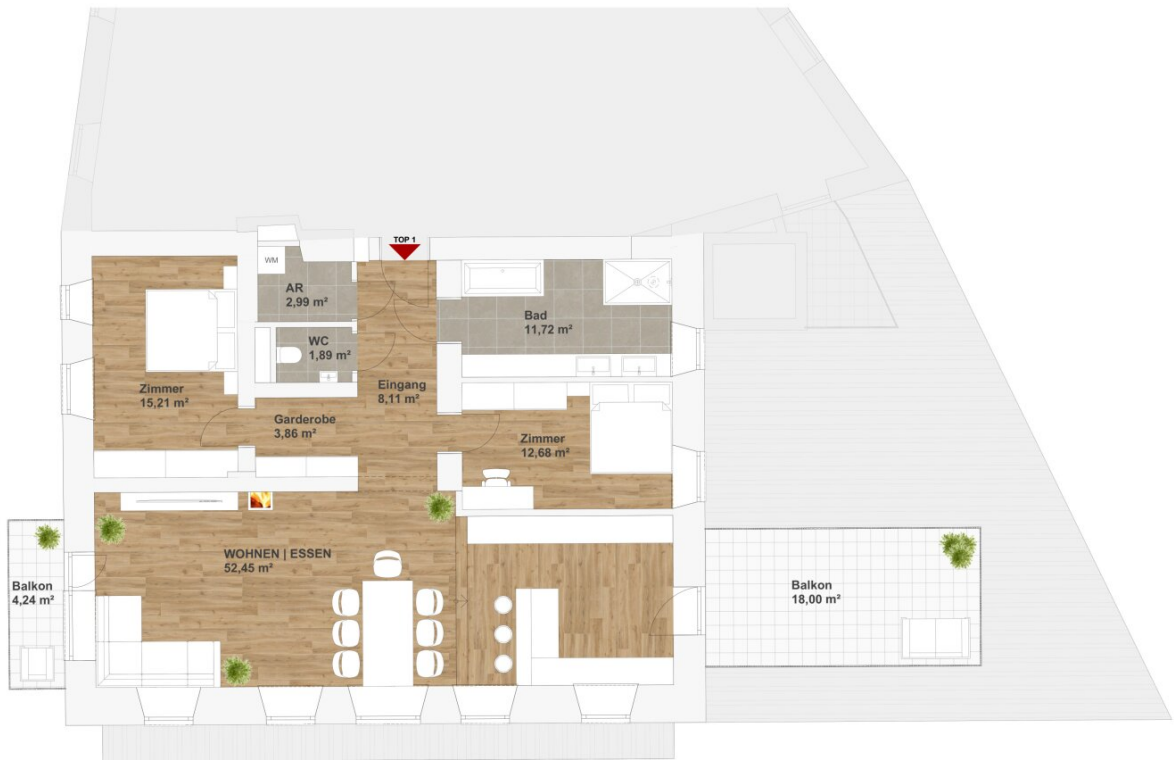 TOP 1
WM
AR
2,99 m²
Bad
11,72 m²
WC
1,89 m²
Zimmer
15,21 m²
Eingang
8,11 m²
Garderobe
3,86 m²
Zimmer
12,68 m²
WOHNEN | ESSEN
52,45 m²
Balkon
4,24 m²
Balkon
18,00 m²